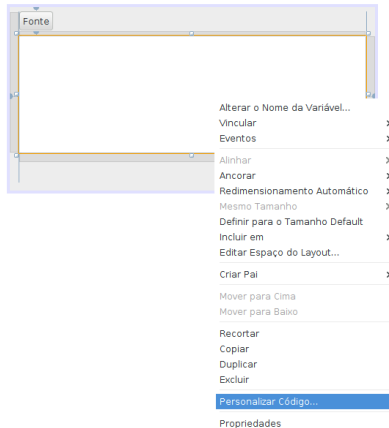 Fonte
Alterar o Nome da Variável...
Vincular
Eventos
Alinhar
Ancorar
Redimensionamento Automático
Mesmo Tamanho
Definir para o Tamanho Default
Incluir em
Editar Espaço do Layout...
Criar Pai
Mover para Cima
Mover para Baixo
Recortar
Copiar
Duplicar
Excluir
Personalizar Código...
Propriedades